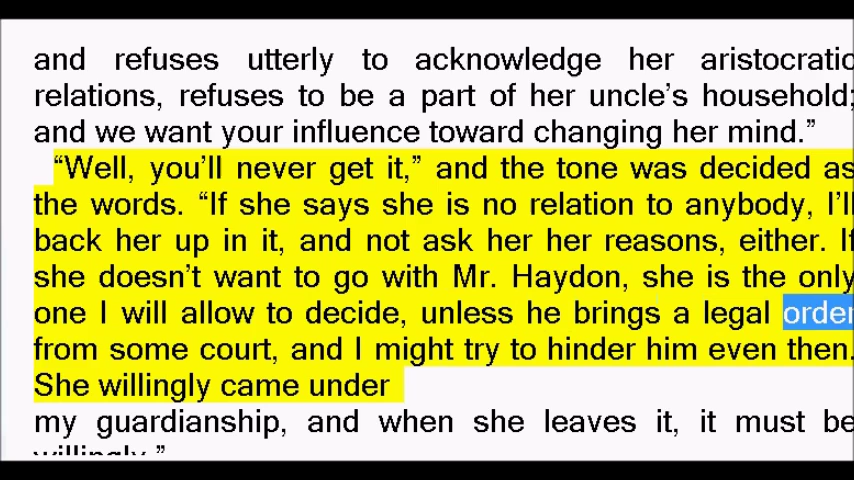 and refuses utterly to acknowledge her aristocratic
relations, refuses to be a part of her uncle’s household;
and we want your influence toward changing her mind.”
“Well, you’ll never get it,” and the tone was decided as
the words. “If she says she is no relation to anybody, I’ll
back her up in it, and not ask her her reasons, either. If
she doesn’t want to go with Mr. Haydon, she is the only
one I will allow to decide, unless he brings a legal order
from some court, and I might try to hinder him even then.
She willingly came under
my guardianship, and when she leaves it, it must be
willingly.”